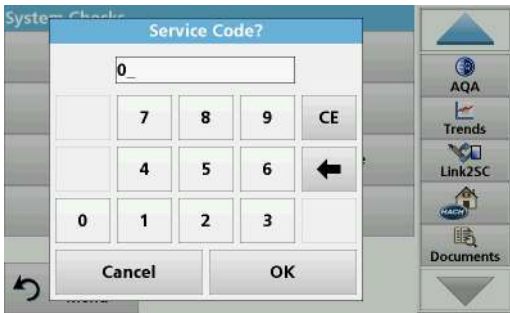 System Checks
Service Code?
0_
7 8 9 CE
4 5 6
0 1 2 3
Cancel OK
Menu
AQA
Trends
Link2SC
HACH
Documents